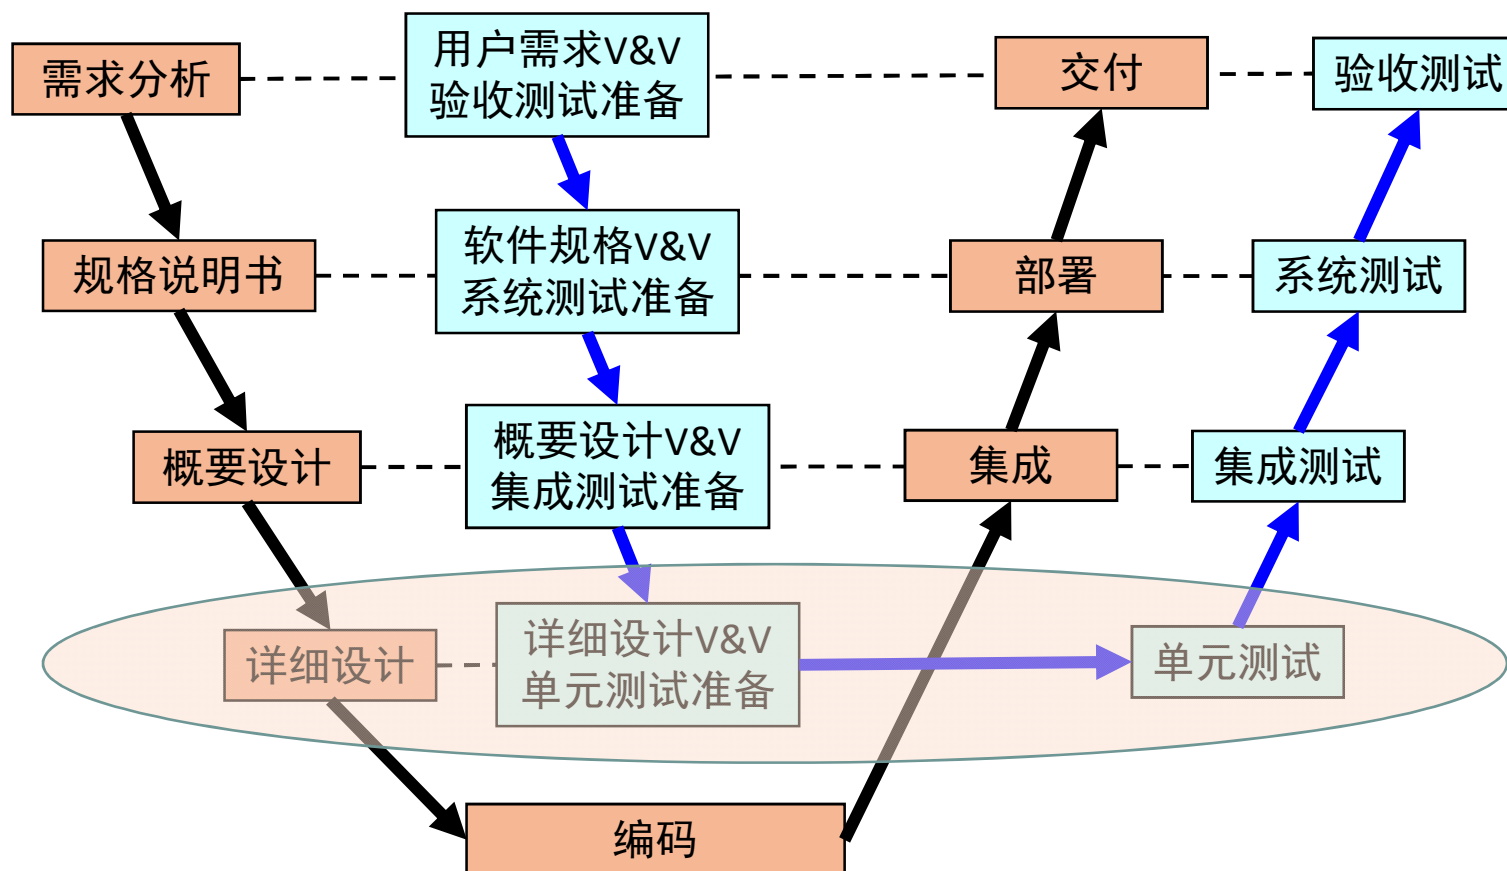 需求分析
用户需求V&V
验收测试准备
交付
验收测试
规格说明书
软件规格V&V
系统测试准备
部署
系统测试
概要设计
概要设计V&V
集成测试准备
集成
集成测试
详细设计
详细设计V&V
单元测试准备
单元测试
编码